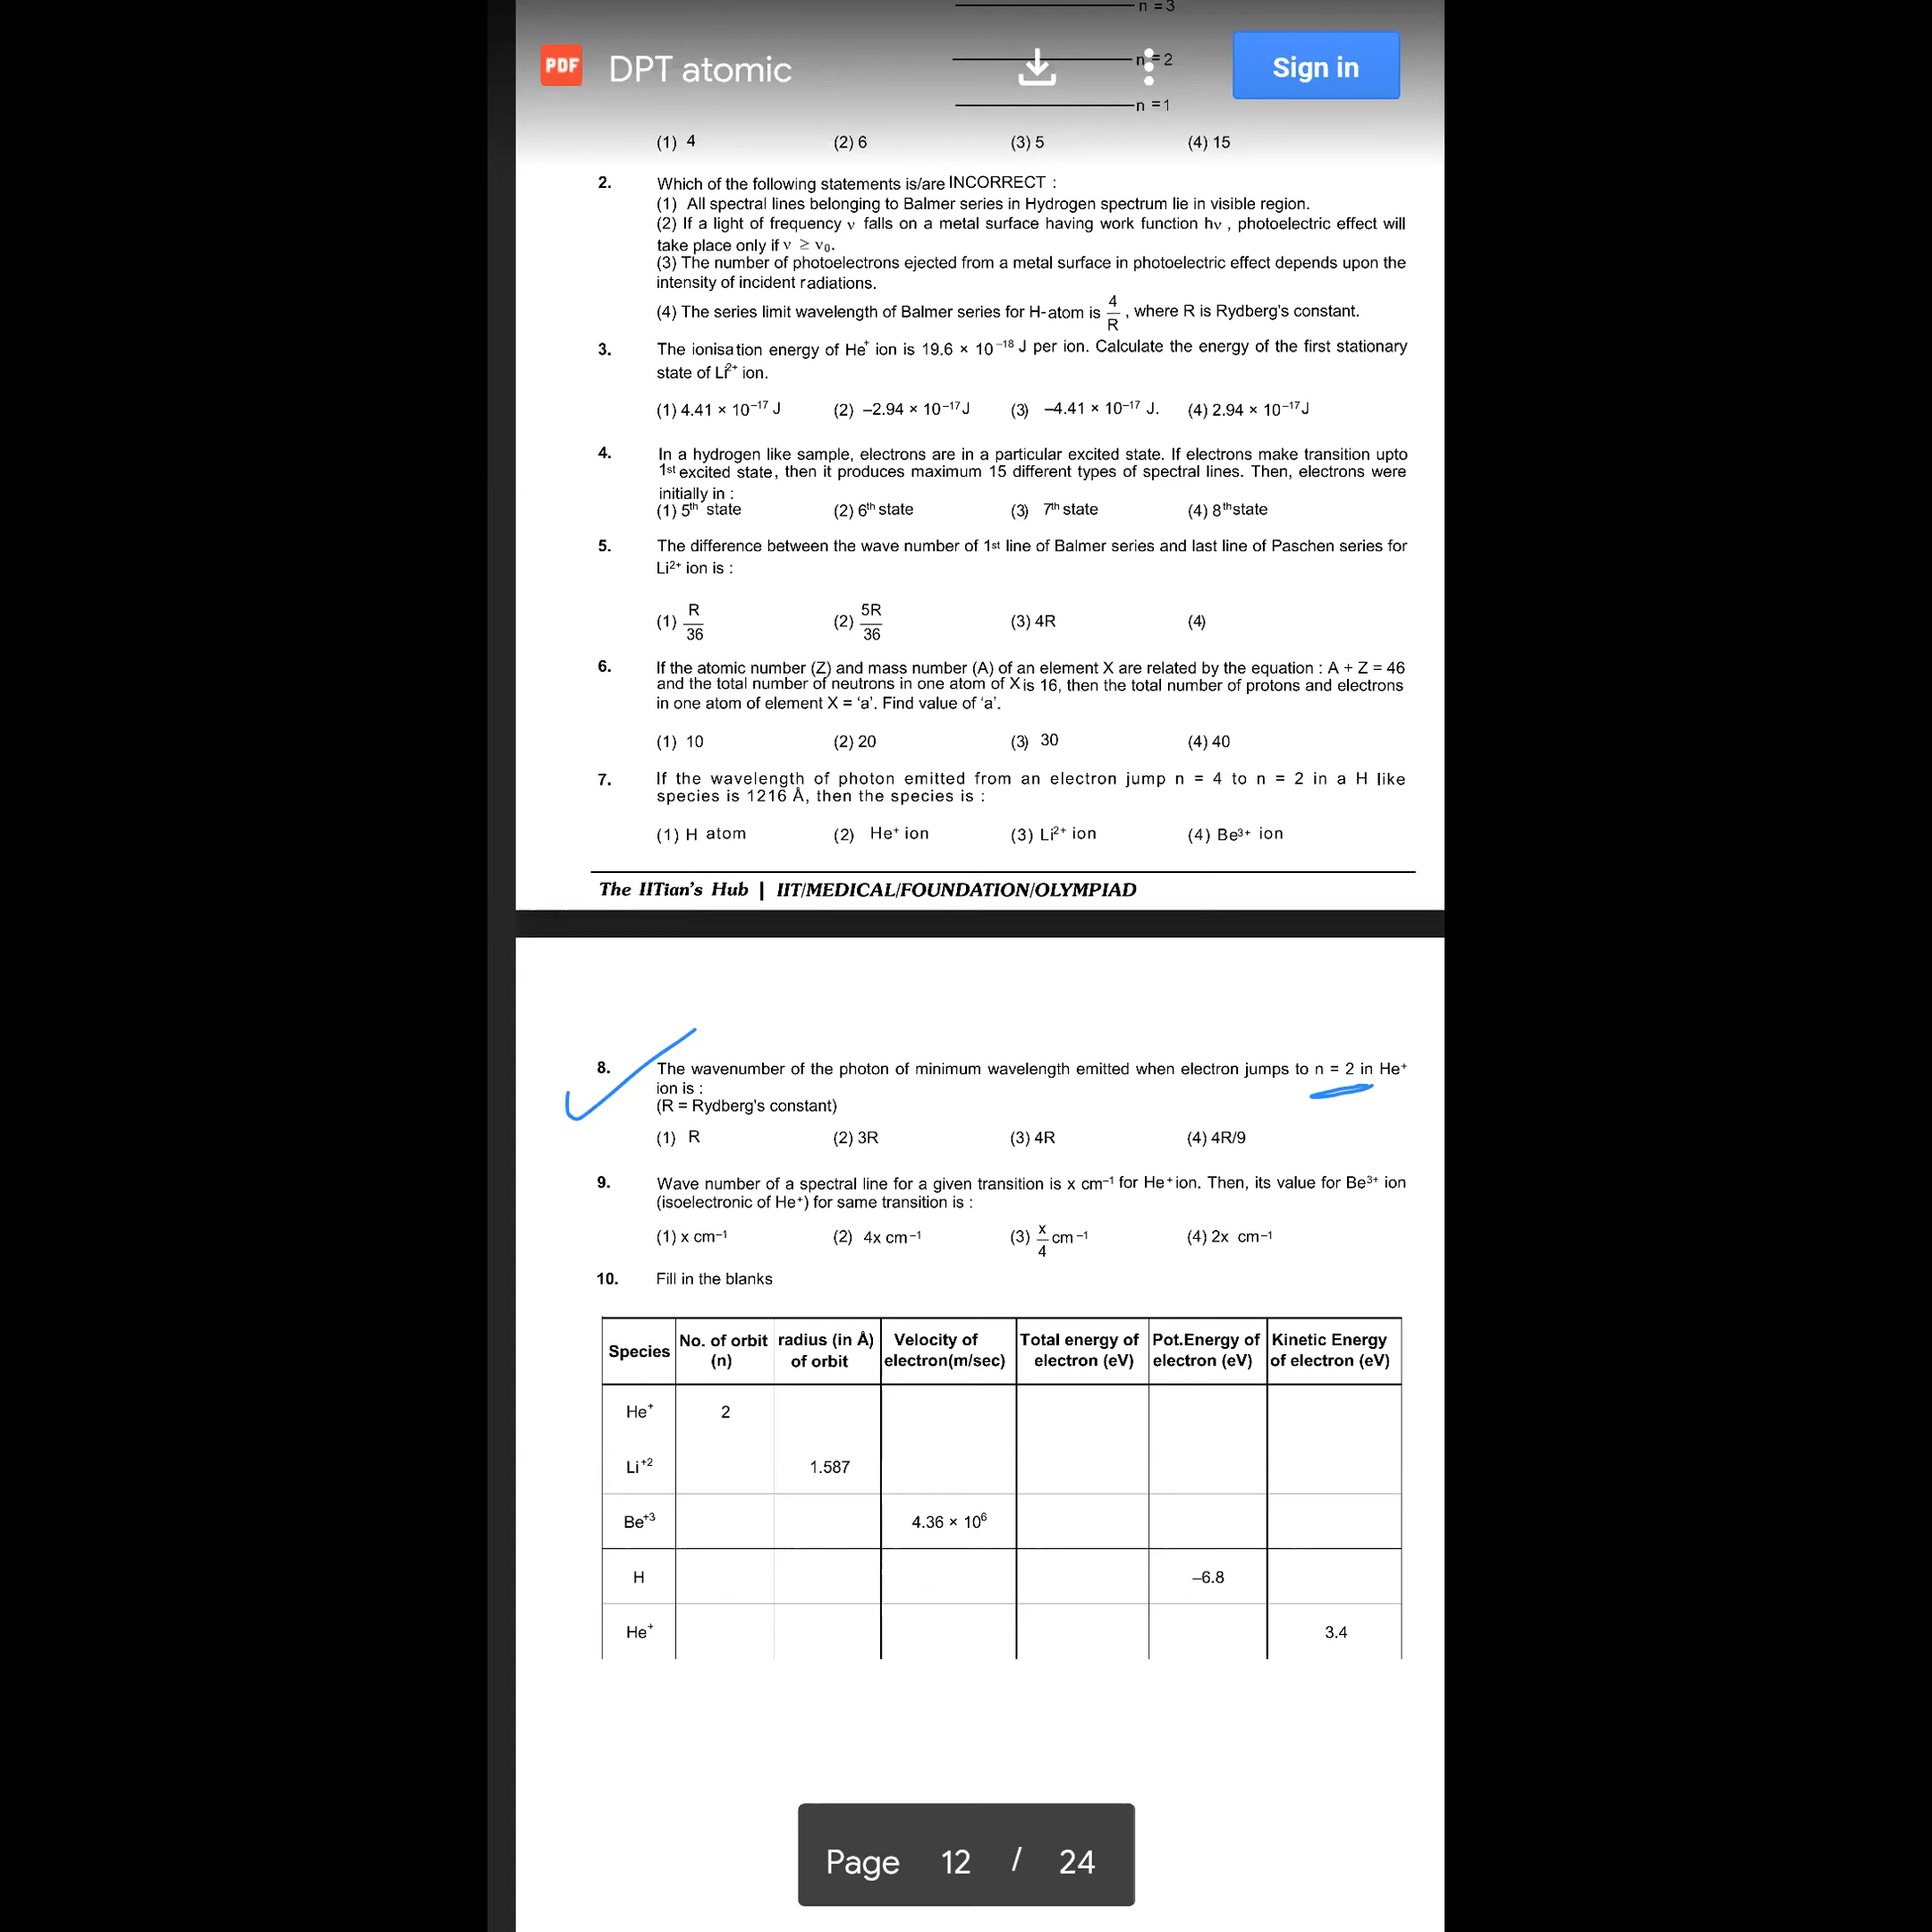 n = 3
PDF DPT atomic n = 2 Sign in
n = 1
(1) 4 (2) 6 (3) 5 (4) 15
2. Which of the following statements is/are INCORRECT :
(1) All spectral lines belonging to Balmer series in Hydrogen spectrum lie in visible region.
(2) If a light of frequency ν falls on a metal surface having work function hν , photoelectric effect will
take place only if ν ≥ ν₀.
(3) The number of photoelectrons ejected from a metal surface in photoelectric effect depends upon the
intensity of incident radiations.
(4) The series limit wavelength of Balmer series for H-atom is 4/R , where R is Rydberg's constant.
3. The ionisation energy of He⁺ ion is 19.6 × 10⁻¹⁸ J per ion. Calculate the energy of the first stationary
state of Li²⁺ ion.
(1) 4.41 × 10⁻¹⁷ J (2) –2.94 × 10⁻¹⁷J (3) –4.41 × 10⁻¹⁷ J. (4) 2.94 × 10⁻¹⁷J
4. In a hydrogen like sample, electrons are in a particular excited state. If electrons make transition upto
1st excited state, then it produces maximum 15 different types of spectral lines. Then, electrons were
initially in :
(1) 5th state (2) 6th state (3) 7th state (4) 8th state
5. The difference between the wave number of 1st line of Balmer series and last line of Paschen series for
Li²⁺ ion is :
(1) R/36 (2) 5R/36 (3) 4R (4)
6. If the atomic number (Z) and mass number (A) of an element X are related by the equation : A + Z = 46
and the total number of neutrons in one atom of X is 16, then the total number of protons and electrons
in one atom of element X = ‘a’. Find value of ‘a’.
(1) 10 (2) 20 (3) 30 (4) 40
7. If the wavelength of photon emitted from an electron jump n = 4 to n = 2 in a H like
species is 1216 Å, then the species is :
(1) H atom (2) He⁺ ion (3) Li²⁺ ion (4) Be³⁺ ion
The IITian’s Hub | IIT/MEDICAL/FOUNDATION/OLYMPIAD
8. The wavenumber of the photon of minimum wavelength emitted when electron jumps to n = 2 in He⁺
ion is :
(R = Rydberg's constant)
(1) R (2) 3R (3) 4R (4) 4R/9
9. Wave number of a spectral line for a given transition is x cm⁻¹ for He⁺ ion. Then, its value for Be³⁺ ion
(isoelectronic of He⁺) for same transition is :
(1) x cm⁻¹ (2) 4x cm⁻¹ (3) x/4 cm⁻¹ (4) 2x cm⁻¹
10. Fill in the blanks
Species No. of orbit (n) radius (in Å) of orbit Velocity of electron(m/sec) Total energy of electron (eV) Pot.Energy of electron (eV) Kinetic Energy of electron (eV)
He⁺ 2
Li⁺² 1.587
Be⁺³ 4.36 × 10⁶
H –6.8
He⁺ 3.4
Page 12 / 24